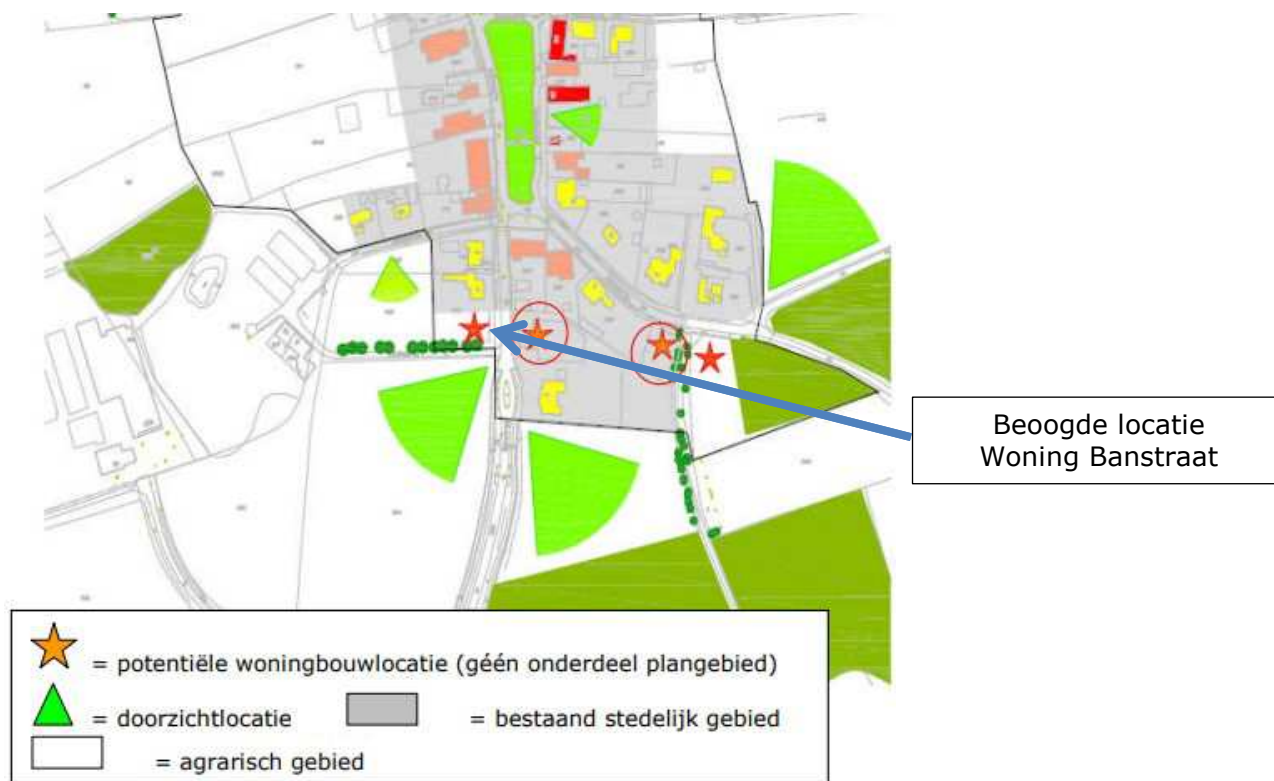 Beoogde locatie
Woning Banstraat
= potentiële woningbouwlocatie (géén onderdeel plangebied)
= doorzichtlocatie = bestaand stedelijk gebied
= agrarisch gebied